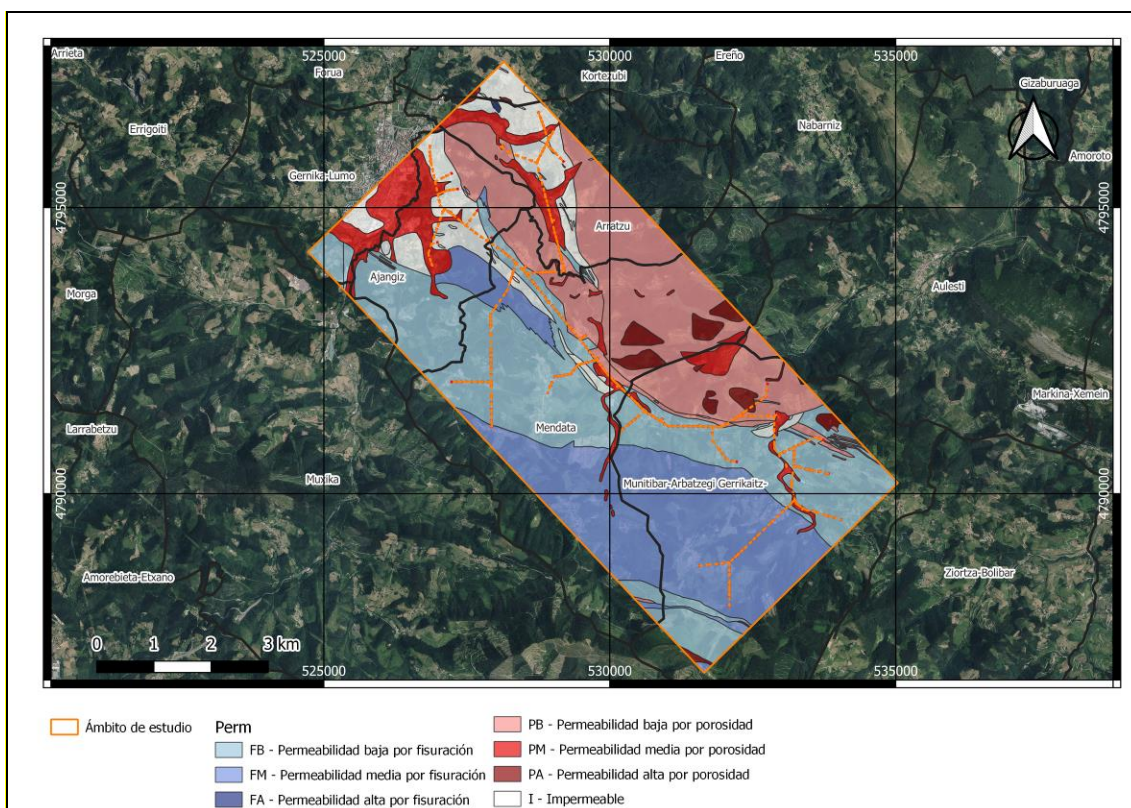 Arrieta
525000
530000
Ereño
535000
Forua
Kortezubi
Gizaburuaga
Errigoiti
Nabarniz
Amoroto
Gernika-Lumo
4795000
4795000
Arratzu
Ajangiz
Aulesti
Morga
Markina-Xemein
Larrabetzu
Mendata
Muxika
Munitibar-Arbatzegi Gerrikaitz-
4790000
4790000
Amorebieta-Etxano
Ziortza-Bolibar
0 1 2 3 km
525000
530000
535000
Ámbito de estudio
Perm
FB - Permeabilidad baja por fisuración
FM - Permeabilidad media por fisuración
FA - Permeabilidad alta por fisuración
PB - Permeabilidad baja por porosidad
PM - Permeabilidad media por porosidad
PA - Permeabilidad alta por porosidad
I - Impermeable